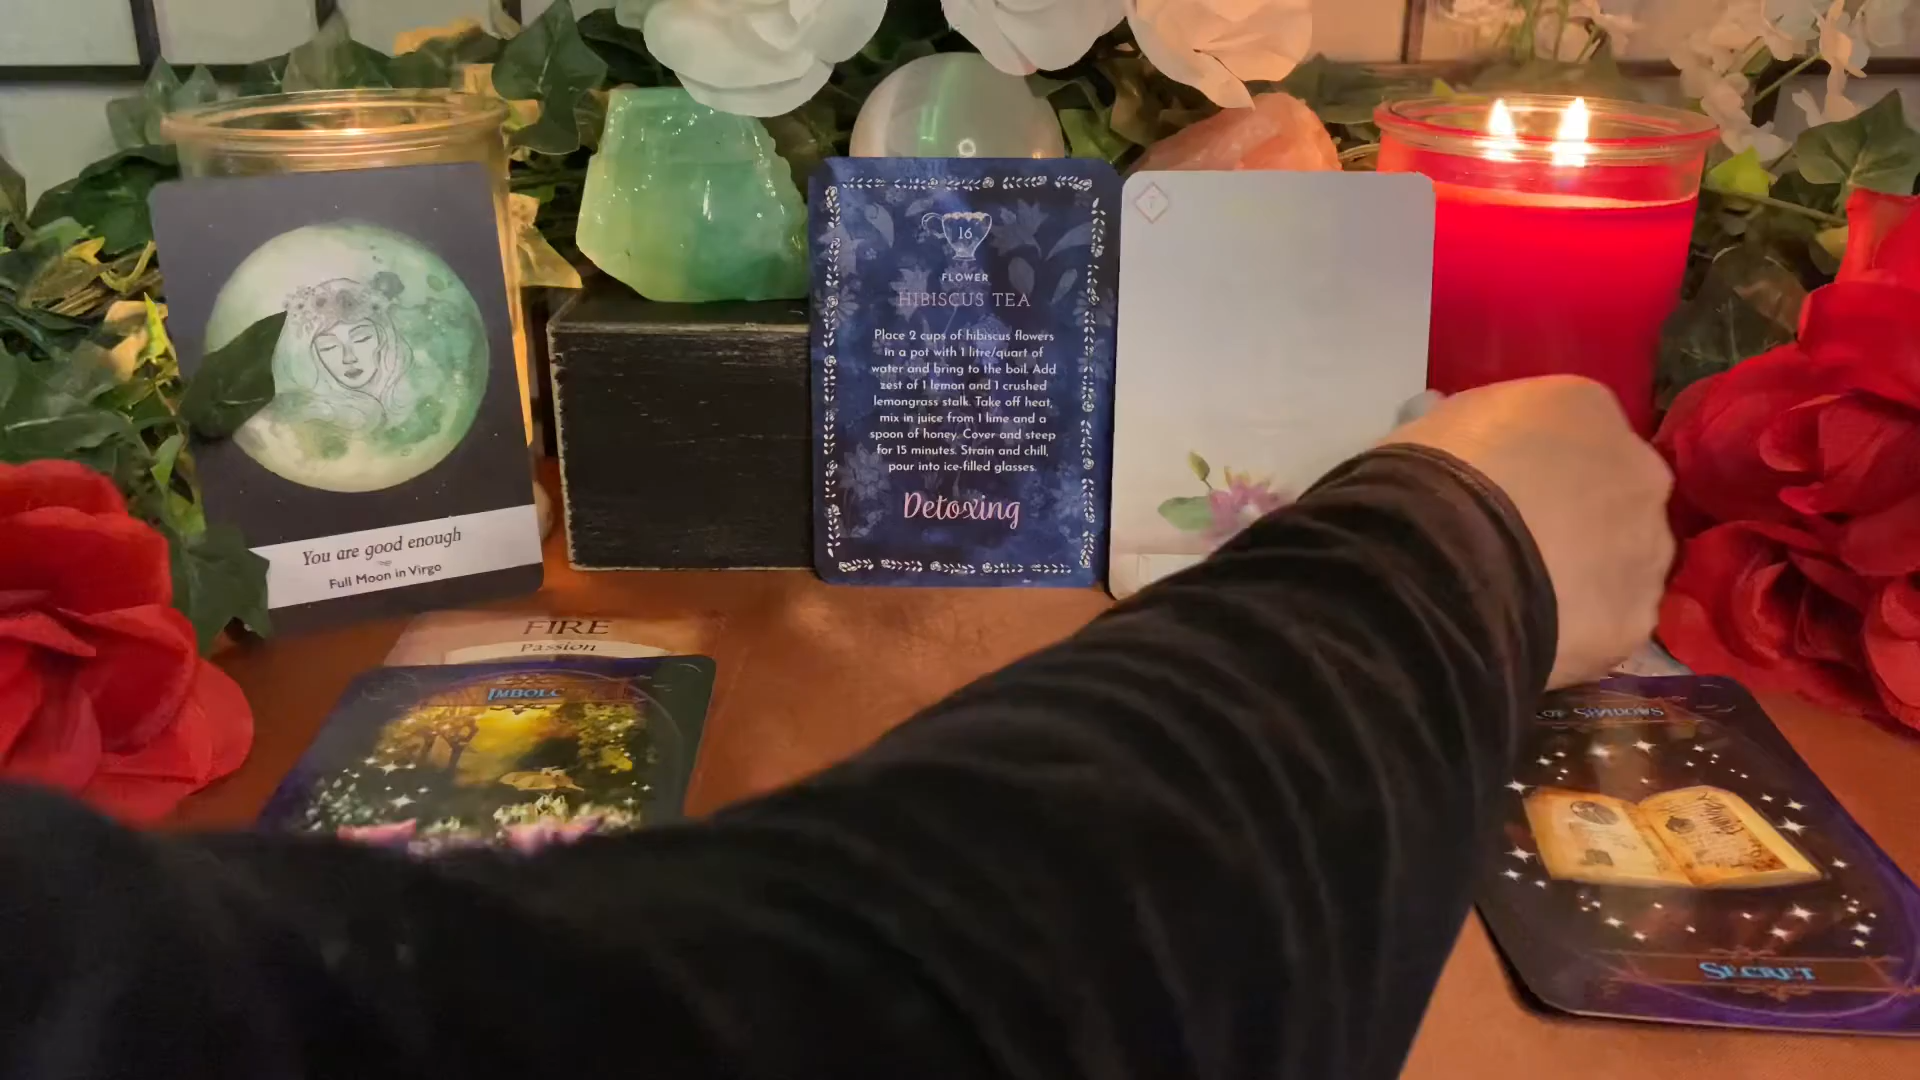 You are good enough
Full Moon in Virgo
16
FLOWER
HIBISCUS TEA
Place 2 cups of hibiscus flowers
in a pot with 1 litre/quart of
water and bring to the boil. Add
zest of 1 lemon and 1 crushed
lemongrass stalk. Take off heat,
mix in juice from 1 lime and a
spoon of honey. Cover and steep
for 15 minutes. Strain and chill,
pour into ice-filled glasses.
Detoxing
7
FIRE
Passion
IMBOLC
OF SHADOWS
SECRET